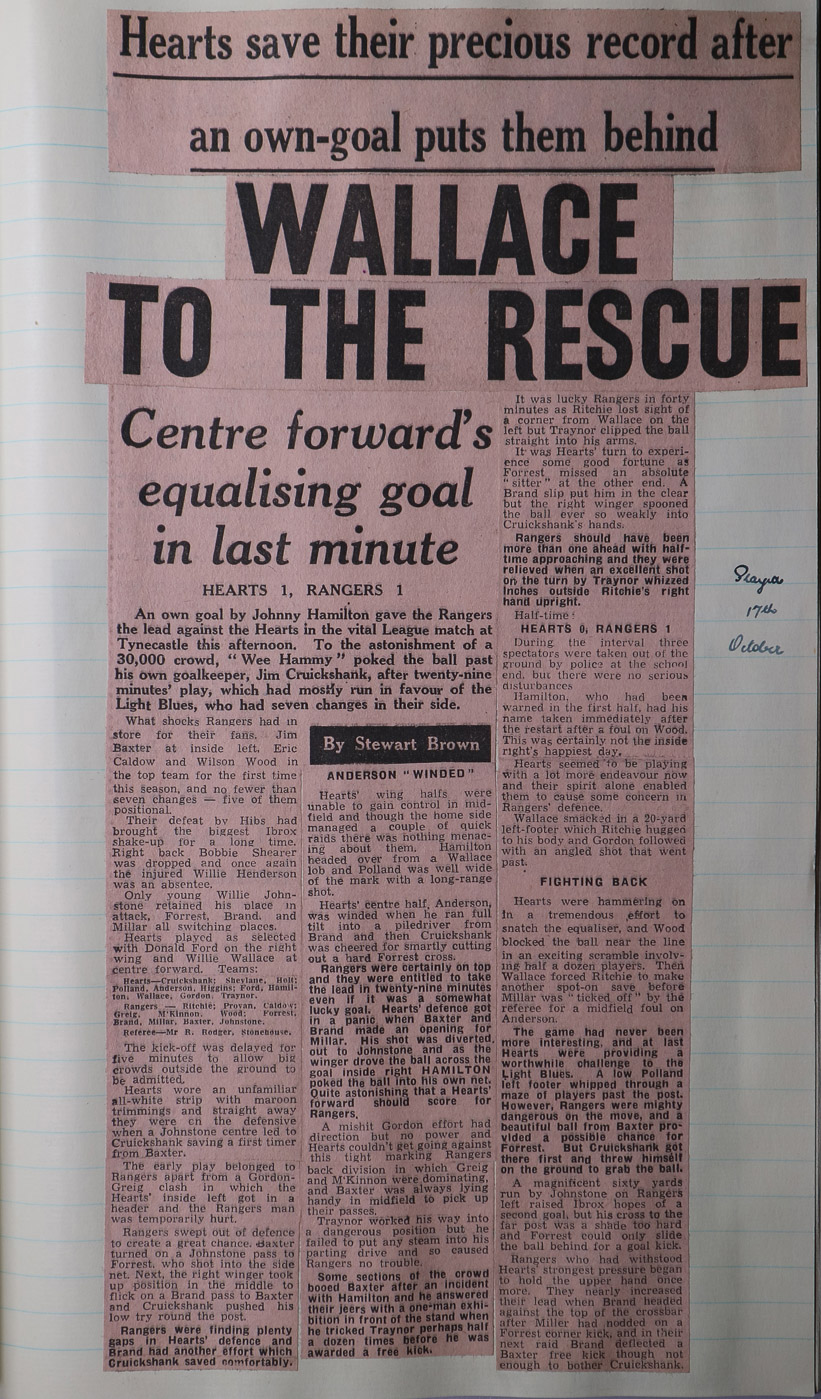 Hearts save their precious record after
an own-goal puts them behind
WALLACE
TO THE RESCUE
Centre forward's
equalising goal
in last minute
HEARTS 1, RANGERS 1
An own goal by Johnny Hamilton gave the Rangers
the lead against the Hearts in the vital League match at
Tynecastle this afternoon. To the astonishment of a
30,000 crowd, "Wee Hammy" poked the ball past
his own goalkeeper, Jim Cruickshank, after twenty-nine
minutes' play, which had mostly run in favour of the
Light Blues, who had seven changes in their side.
What shocks Rangers had in
store for their fans. Jim
Baxter at inside left, Eric
Caldow and Wilson Wood in
the top team for the first time
this season, and no fewer than
seven changes — five of them
positional.
Their defeat by Hibs had
brought the biggest Ibrox
shake-up for a long time.
Right back Bobbie Shearer
was dropped and once again
the injured Willie Henderson
was an absentee.
Only young Willie John-
stone retained his place in
attack, Forrest, Brand, and
Millar all switching places.
Hearts played as selected
with Donald Ford on the right
wing and Willie Wallace at
centre forward. Teams:
Hearts—Cruickshank; Shevlane, Holt;
Polland, Anderson, Higgins; Ford, Hamil-
ton, Wallace, Gordon, Traynor.
Rangers — Ritchie; Provan, Caldow;
Greig, M'Kinnon, Wood; Forrest,
Brand, Millar, Baxter, Johnstone.
Referee—Mr R. Rodger, Stonehouse.
The kick-off was delayed for
five minutes to allow big
crowds outside the ground to
be admitted.
Hearts wore an unfamiliar
all-white strip with maroon
trimmings and straight away
they were on the defensive
when a Johnstone centre led to
Cruickshank saving a first timer
from Baxter.
The early play belonged to
Rangers apart from a Gordon-
Greig clash in which the
Hearts' inside left got in a
header and the Rangers man
was temporarily hurt.
Rangers swept out of defence
to create a great chance. Baxter
turned on a Johnstone pass to
Forrest, who shot into the side
net. Next, the right winger took
up position in the middle to
flick on a Brand pass to Baxter
and Cruickshank pushed his
low try round the post.
Rangers were finding plenty
gaps in Hearts' defence and
Brand had another effort which
Cruickshank saved comfortably.
By Stewart Brown
ANDERSON "WINDED"
Hearts' wing halfs were
unable to gain control in mid-
field and though the home side
managed a couple of quick
raids there was nothing menac-
ing about them. Hamilton
headed over from a Wallace
lob and Polland was well wide
of the mark with a long-range
shot.
Hearts' centre half, Anderson,
was winded when he ran full
tilt into a piledriver from
Brand and then Cruickshank
was cheered for smartly cutting
out a hard Forrest cross.
Rangers were certainly on top
and they were entitled to take
the lead in twenty-nine minutes
even if it was a somewhat
lucky goal. Hearts' defence got
in a panic when Baxter and
Brand made an opening for
Millar. His shot was diverted
out to Johnstone and as the
winger drove the ball across the
goal inside right HAMILTON
poked the ball into his own net.
Quite astonishing that a Hearts'
forward should score for
Rangers.
A mishit Gordon effort had
direction but no power and
Hearts couldn't get going against
this tight marking Rangers
back division in which Greig
and M'Kinnon were dominating,
and Baxter was always lying
handy in midfield to pick up
their passes.
Traynor worked his way into
a dangerous position but he
failed to put any steam into his
parting drive and so caused
Rangers no trouble.
Some sections of the crowd
booed Baxter after an incident
with Hamilton and he answered
their jeers with a one-man exhi-
bition in front of the stand when
he tricked Traynor perhaps half
a dozen times before he was
awarded a free kick.
It was lucky Rangers in forty
minutes as Ritchie lost sight of
a corner from Wallace on the
left but Traynor clipped the ball
straight into his arms.
It was Hearts' turn to experi-
ence some good fortune as
Forrest missed an absolute
"sitter" at the other end. A
Brand slip put him in the clear
but the right winger spooned
the ball ever so weakly into
Cruickshank's hands.
Rangers should have been
more than one ahead with half-
time approaching and they were
relieved when an excellent shot
on the turn by Traynor whizzed
inches outside Ritchie's right
hand upright.
Half-time:
HEARTS 0, RANGERS 1
During the interval three
spectators were taken out of the
ground by police at the school
end, but there were no serious
disturbances
Hamilton, who had been
warned in the first half, had his
name taken immediately after
the restart after a foul on Wood.
This was certainly not the inside
right's happiest day.
Hearts seemed to be playing
with a lot more endeavour now
and their spirit alone enabled
them to cause some concern in
Rangers' defence.
Wallace smacked in a 20-yard
left-footer which Ritchie hugged
to his body and Gordon followed
with an angled shot that went
past.
FIGHTING BACK
Hearts were hammering on
in a tremendous effort to
snatch the equaliser, and Wood
blocked the ball near the line
in an exciting scramble involv-
ing half a dozen players. Then
Wallace forced Ritchie to make
another spot-on save before
Millar was "ticked off" by the
referee for a midfield foul on
Anderson.
The game had never been
more interesting, and at last
Hearts were providing a
worthwhile challenge to the
Light Blues. A low Polland
left footer whipped through a
maze of players past the post.
However, Rangers were mighty
dangerous on the move, and a
beautiful ball from Baxter pro-
vided a possible chance for
Forrest. But Cruickshank got
there first and threw himself
on the ground to grab the ball.
A magnificent sixty yards
run by Johnstone on Rangers
left raised Ibrox hopes of a
second goal, but his cross to the
far post was a shade too hard
and Forrest could only slide
the ball behind for a goal kick.
Rangers who had withstood
Hearts' strongest pressure began
to hold the upper hand once
more. They nearly increased
their lead when Brand headed
against the top of the crossbar
after Miller had nodded on a
Forrest corner kick, and in their
next raid Brand deflected a
Baxter free kick though not
enough to bother Cruickshank.
17th
October